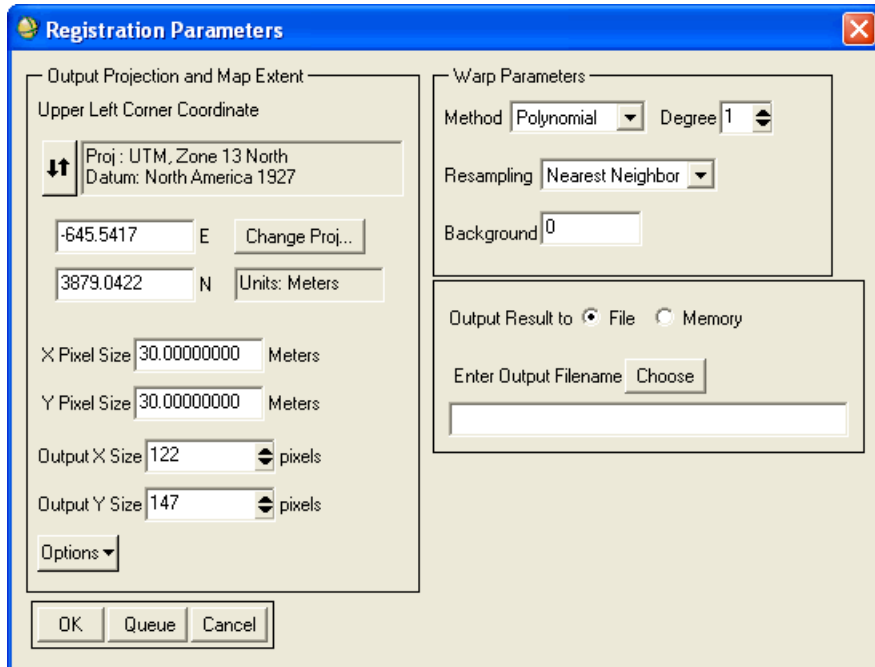 Registration Parameters
Output Projection and Map Extent
Upper Left Corner Coordinate
Proj : UTM, Zone 13 North
Datum: North America 1927
-645.5417 E Change Proj...
3879.0422 N Units: Meters
X Pixel Size 30.00000000 Meters
Y Pixel Size 30.00000000 Meters
Output X Size 122 pixels
Output Y Size 147 pixels
Options
OK Queue Cancel
Warp Parameters
Method Polynomial Degree 1
Resampling Nearest Neighbor
Background 0
Output Result to File Memory
Enter Output Filename Choose